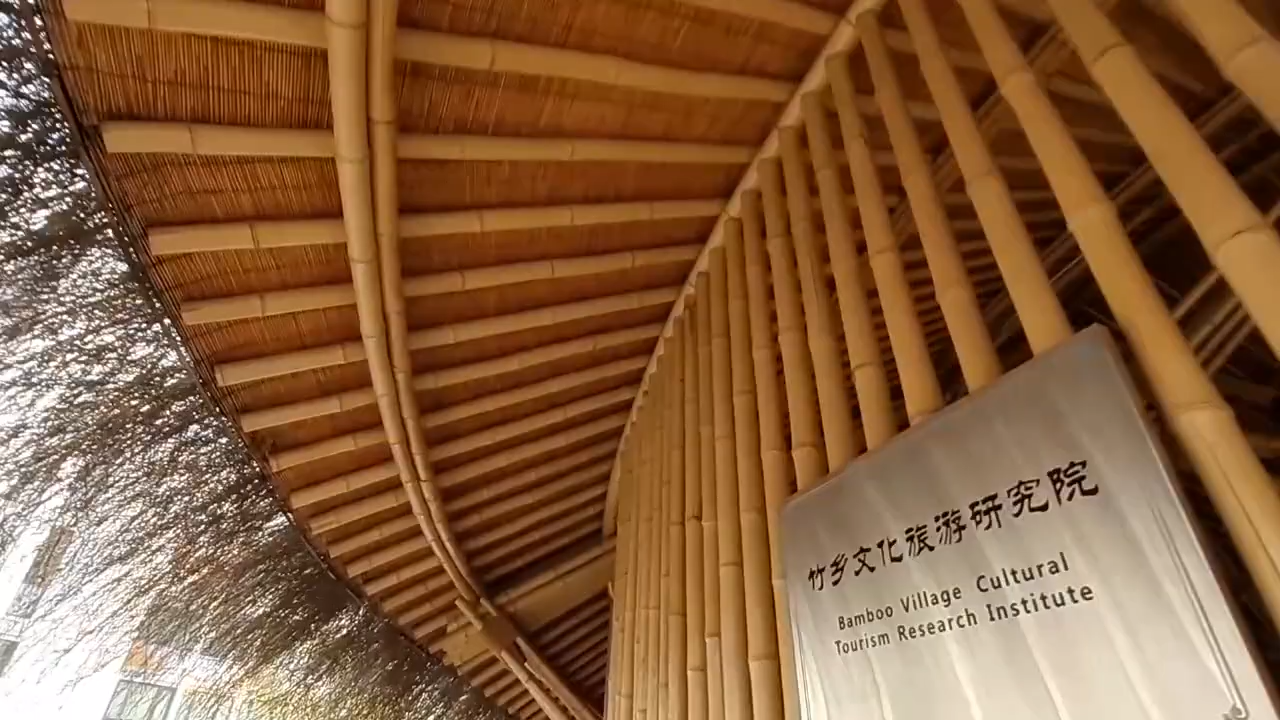 竹乡文化旅游研究院
Bamboo Village Cultural
Tourism Research Institute